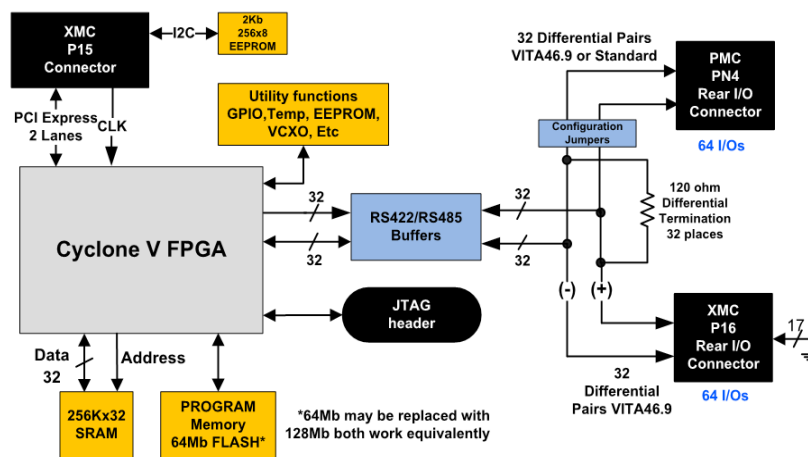 XMC
P15
Connector
I2C
2Kb
256x8
EEPROM
32 Differential Pairs
VITA46.9 or Standard
PMC
PN4
Rear I/O
Connector
64 I/Os
PCI Express
2 Lanes
CLK
Utility functions
GPIO,Temp, EEPROM,
VCXO, Etc
Configuration
Jumpers
32
32
RS422/RS485
Buffers
32
32
120 ohm
Differential
Termination
32 places
Cyclone V FPGA
(-)
(+)
JTAG
header
XMC
P16
Rear I/O
Connector
17
64 I/Os
Data
32
Address
32
Differential
Pairs VITA46.9
256Kx32
SRAM
PROGRAM
Memory
64Mb FLASH*
*64Mb may be replaced with
128Mb both work equivalently